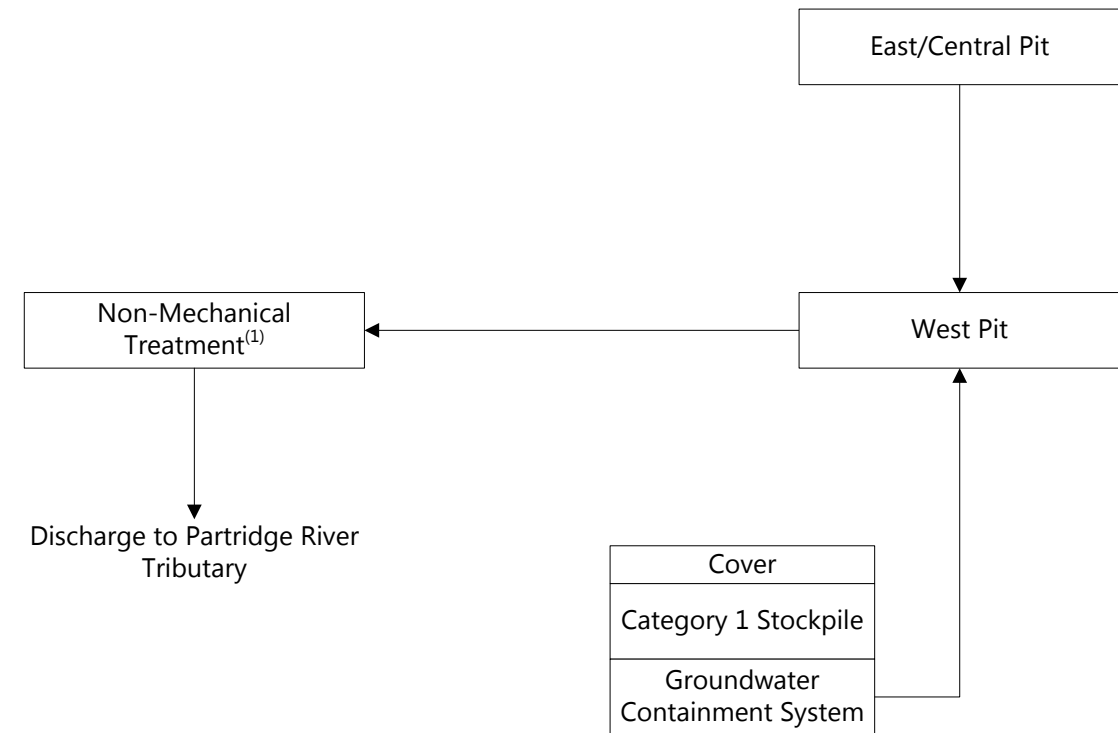 East/Central Pit
Non-Mechanical
Treatment(1)
West Pit
Discharge to Partridge River
Tributary
Cover
Category 1 Stockpile
Groundwater
Containment System